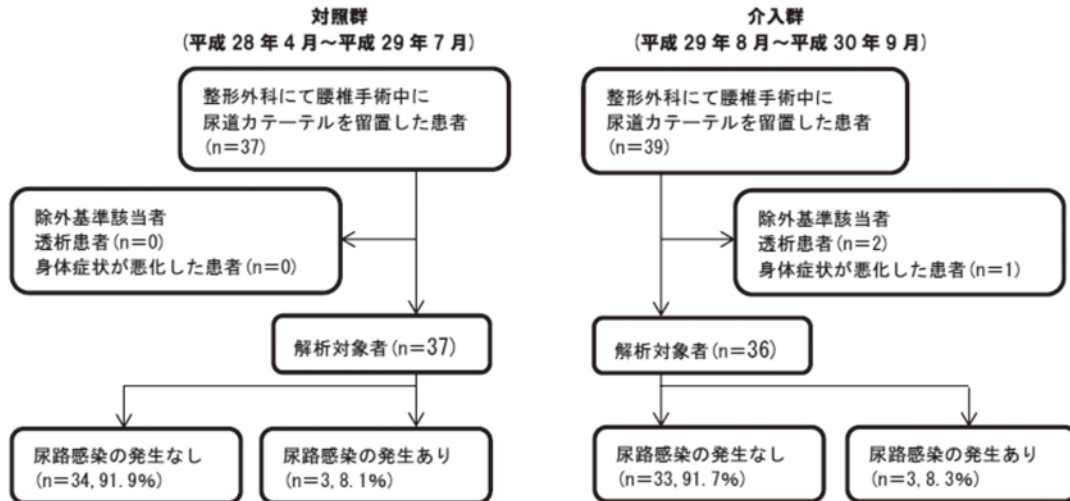 対照群
(平成 28 年 4 月～平成 29 年 7 月)
整形外科にて腰椎手術中に
尿道カテーテルを留置した患者
(n＝37)
除外基準該当者
透析患者(n=0)
身体症状が悪化した患者(n=0)
解析対象者(n=37)
尿路感染の発生なし
(n=34, 91.9%)
尿路感染の発生あり
(n=3, 8.1%)
介入群
(平成 29 年 8 月～平成 30 年 9 月)
整形外科にて腰椎手術中に
尿道カテーテルを留置した患者
(n＝39)
除外基準該当者
透析患者(n=2)
身体症状が悪化した患者(n=1)
解析対象者(n=36)
尿路感染の発生なし
(n=33, 91.7%)
尿路感染の発生あり
(n=3, 8.3%)